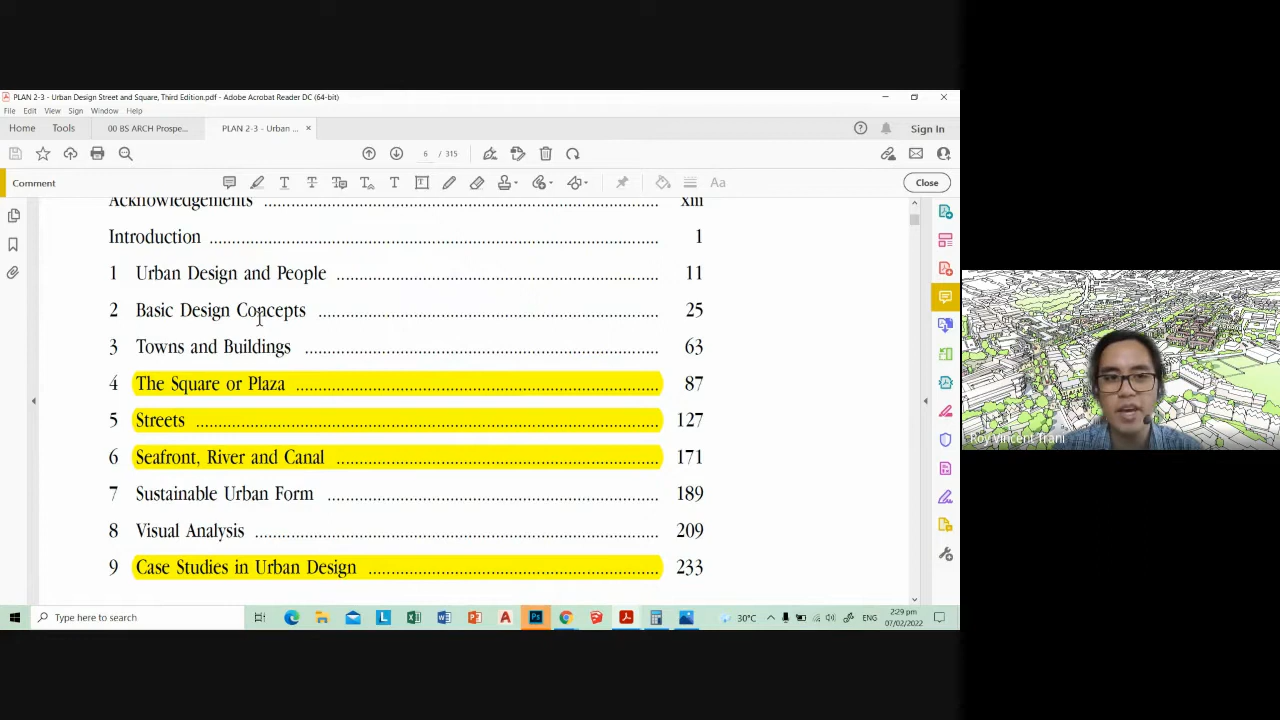 PLAN 2-3 - Urban Design Street and Square, Third Edition.pdf - Adobe Acrobat Reader DC (64-bit)
File Edit View Sign Window Help
Home Tools 00 BS ARCH Prospe... PLAN 2-3 - Urban ... × Sign In
6 / 315
Comment Aa Close
Acknowledgements ........ xiii
Introduction ........ 1
1 Urban Design and People ........ 11
2 Basic Design Concepts ........ 25
3 Towns and Buildings ........ 63
4 The Square or Plaza ........ 87
5 Streets ........ 127
6 Seafront, River and Canal ........ 171
7 Sustainable Urban Form ........ 189
8 Visual Analysis ........ 209
9 Case Studies in Urban Design ........ 233
Roy Vincent Trani
Type here to search 30°C ENG 2:29 pm
07/02/2022